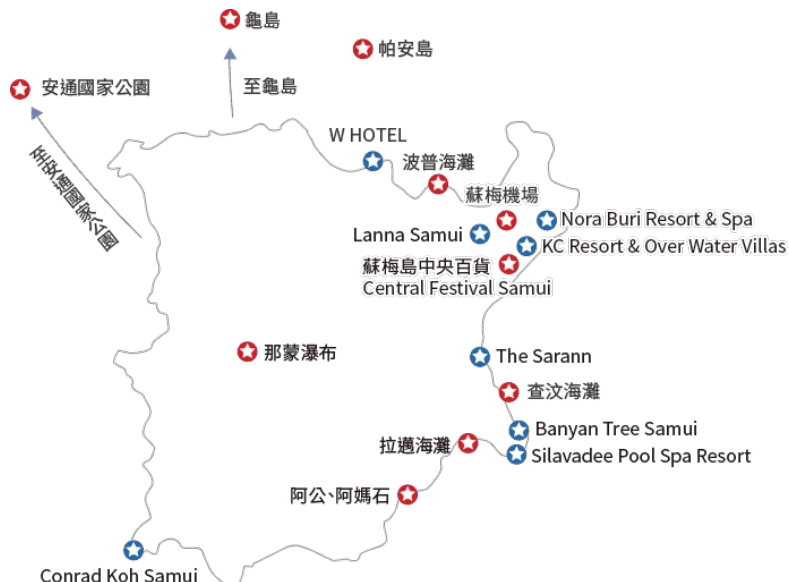 龜島
帕安島
安通國家公園
至龜島
至安通國家公園
W HOTEL
波普海灘
蘇梅機場
Nora Buri Resort & Spa
Lanna Samui
KC Resort & Over Water Villas
蘇梅島中央百貨
Central Festival Samui
那蒙瀑布
The Sarann
查汶海灘
Banyan Tree Samui
拉邁海灘
Silavadee Pool Spa Resort
阿公、阿媽石
Conrad Koh Samui